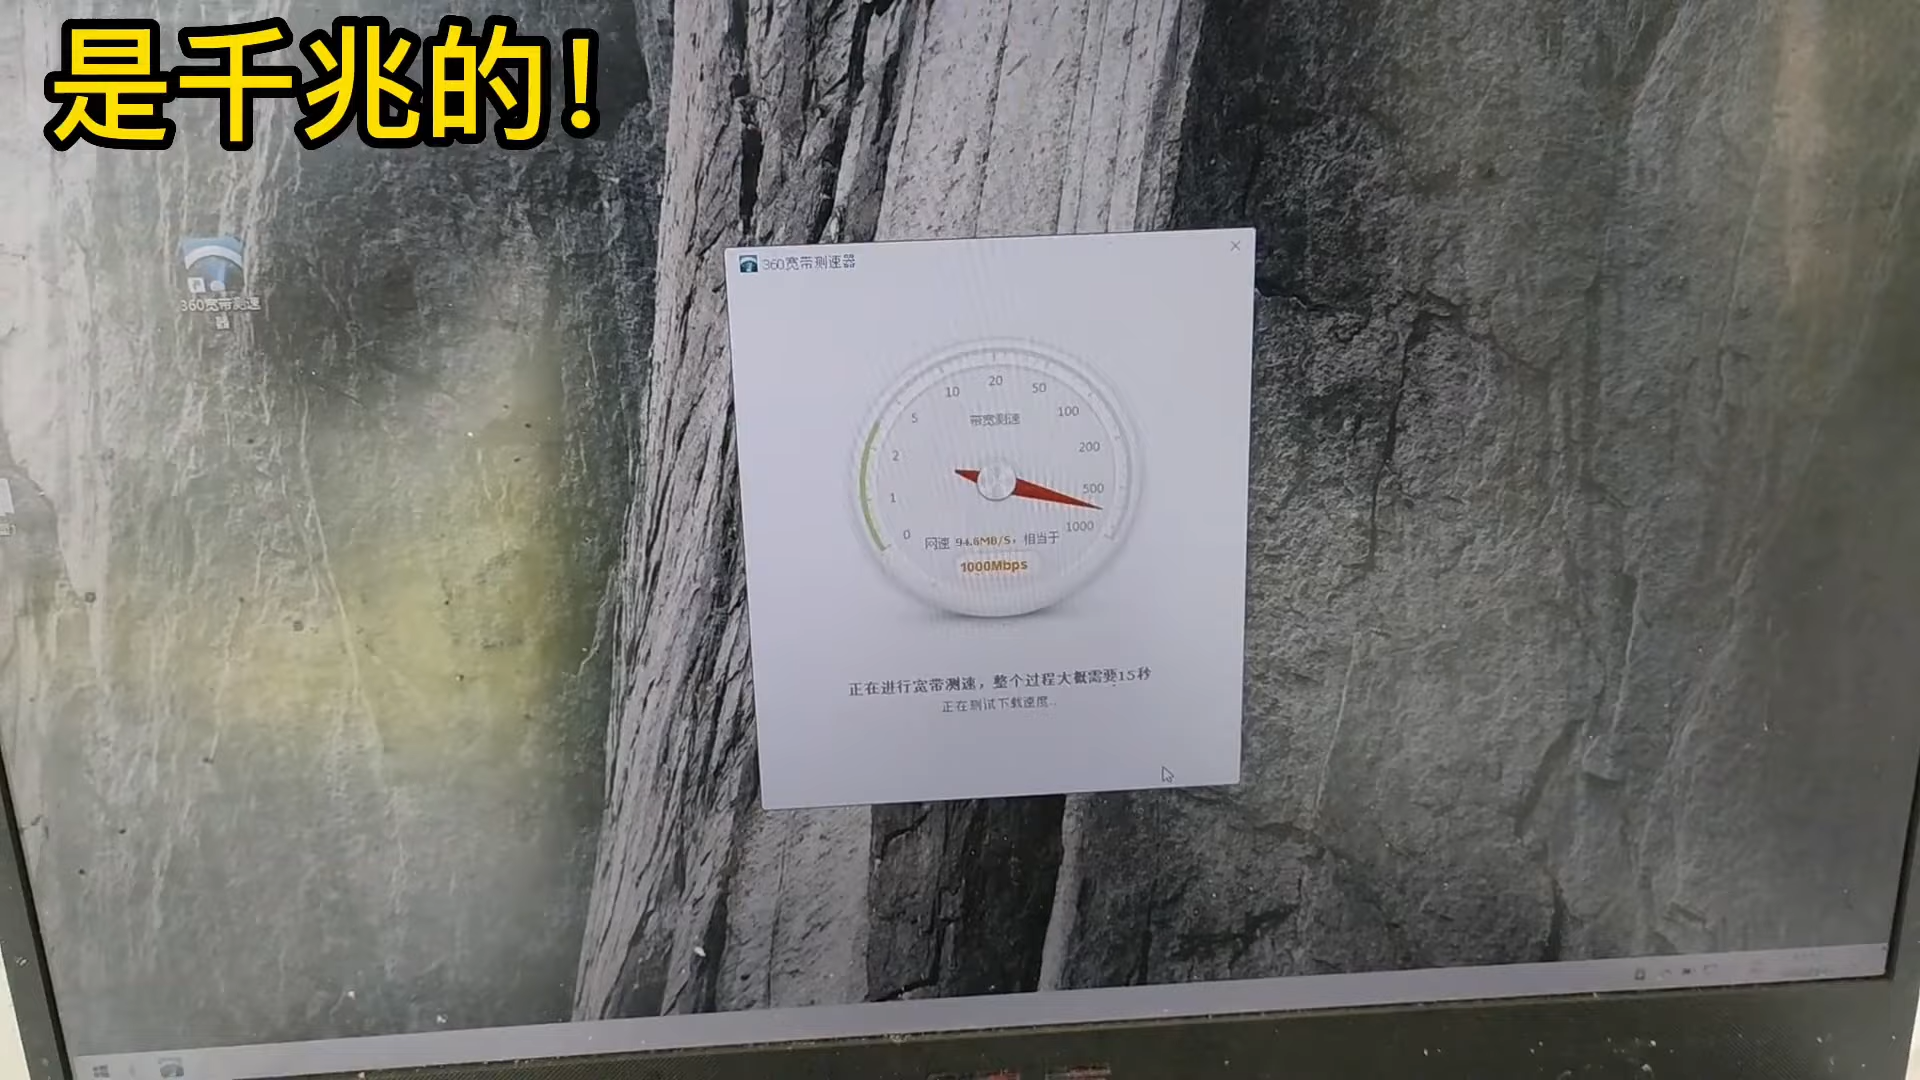 是千兆的！
360宽带测速器
360宽带测速
器
0
1
2
5
10
20
50
100
200
500
1000
带宽测速
网速 94.6MB/S，相当于
1000Mbps
正在进行宽带测速，整个过程大概需要15秒
正在测试下载速度..